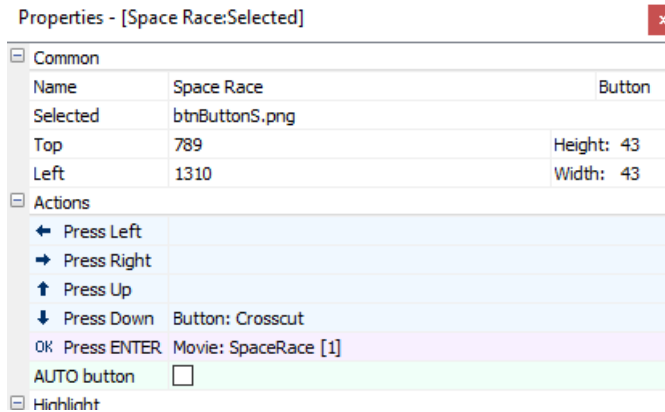 Properties - [Space Race:Selected]
x
Common
Name Space Race Button
Selected btnButtonS.png
Top 789 Height: 43
Left 1310 Width: 43
Actions
Press Left
Press Right
Press Up
Press Down Button: Crosscut
OK Press ENTER Movie: SpaceRace [1]
AUTO button
Highlight